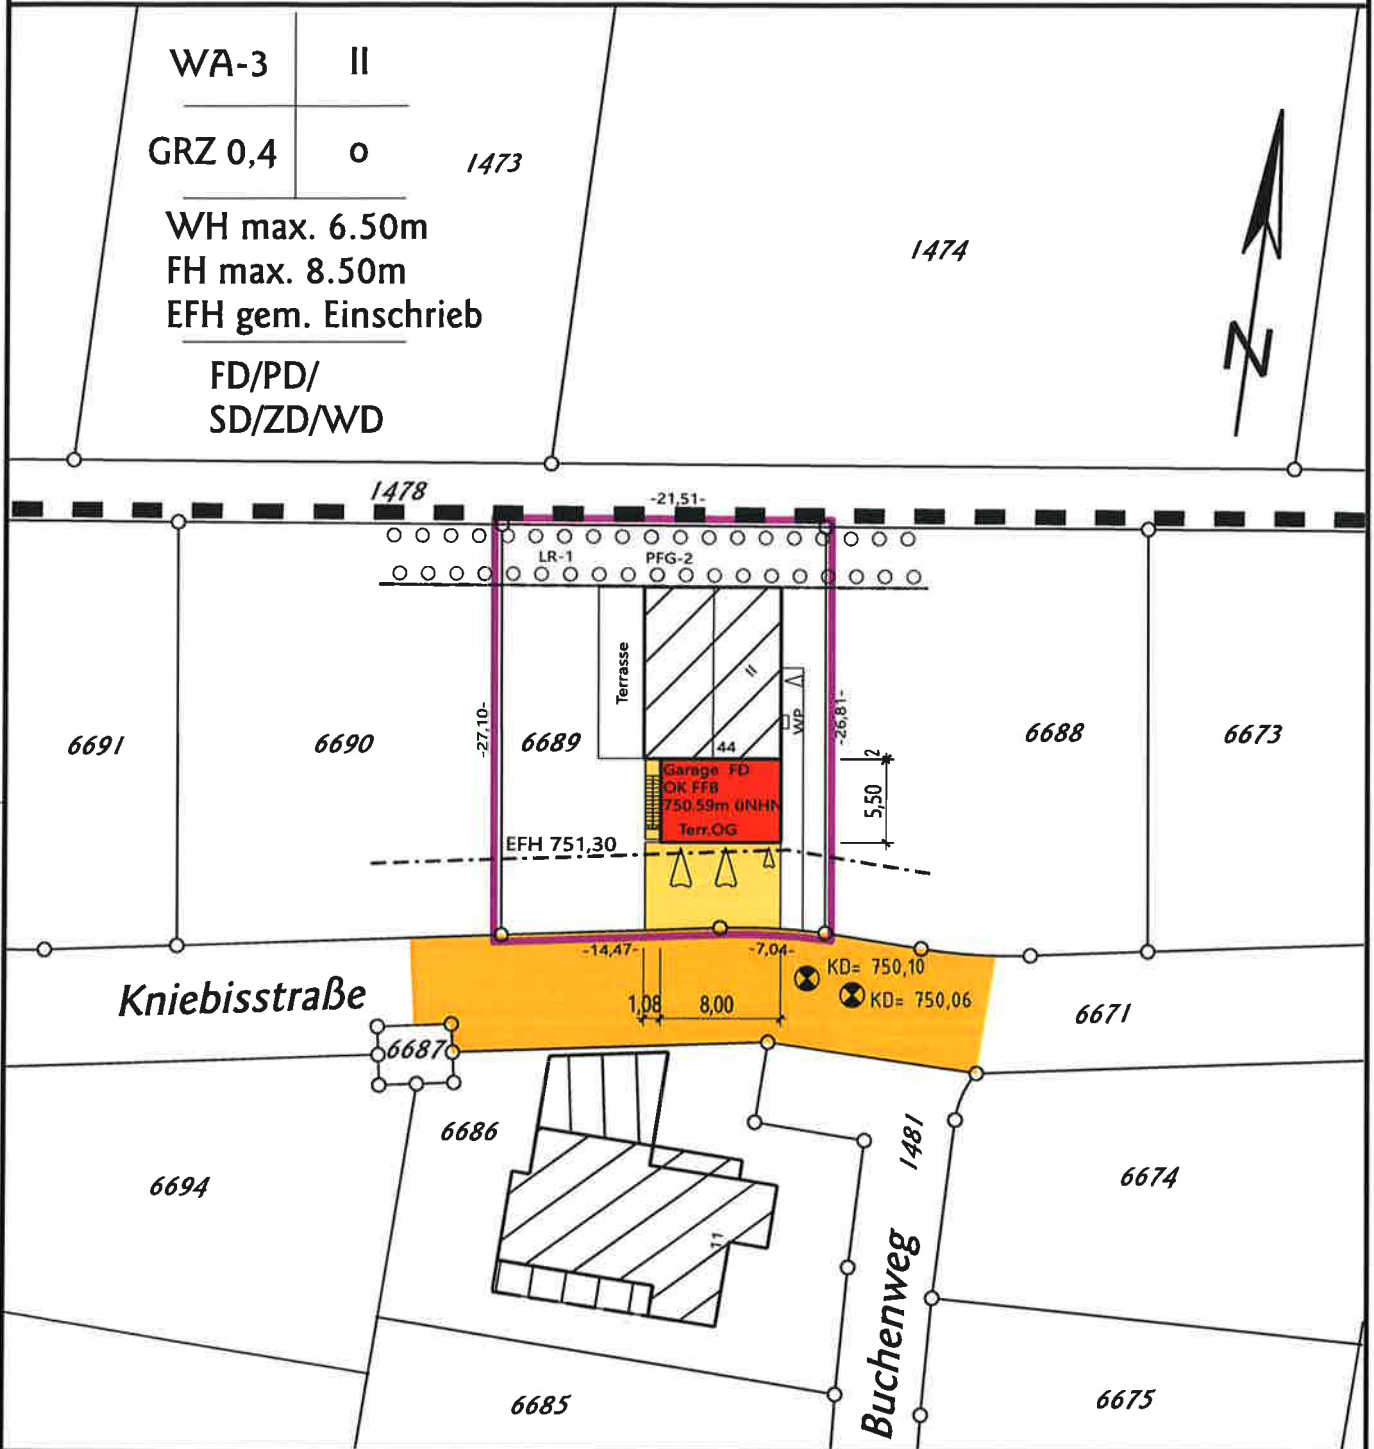 WA-3 II
GRZ 0,4 o
WH max. 6.50m
FH max. 8.50m
EFH gem. Einschrieb
FD/PD/
SD/ZD/WD
1473
1474
N
1478
-21,51-
LR-1 PFG-2
Terrasse
II
WP
-27,10-
-26,81-
6691
6690
6689
44
6688
6673
2
5,50
Garage FD
OK FFB
750.59m üNHN
Terr.OG
EFH 751,30
-14,47-
-7,04-
KD= 750,10
KD= 750,06
1,08
8,00
Kniebisstraße
6671
6687
6686
1481
6694
6674
11
Buchenweg
6685
6675